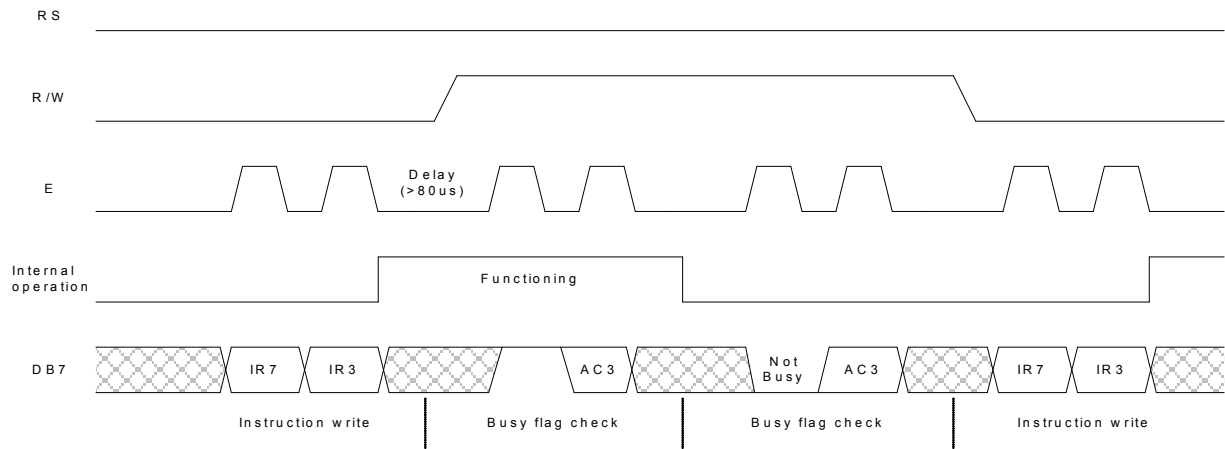 RS
R/W
E
Delay
(>80us)
Internal
operation
Functioning
DB7
IR7
IR3
AC3
Not
Busy
AC3
IR7
IR3
Instruction write
Busy flag check
Busy flag check
Instruction write